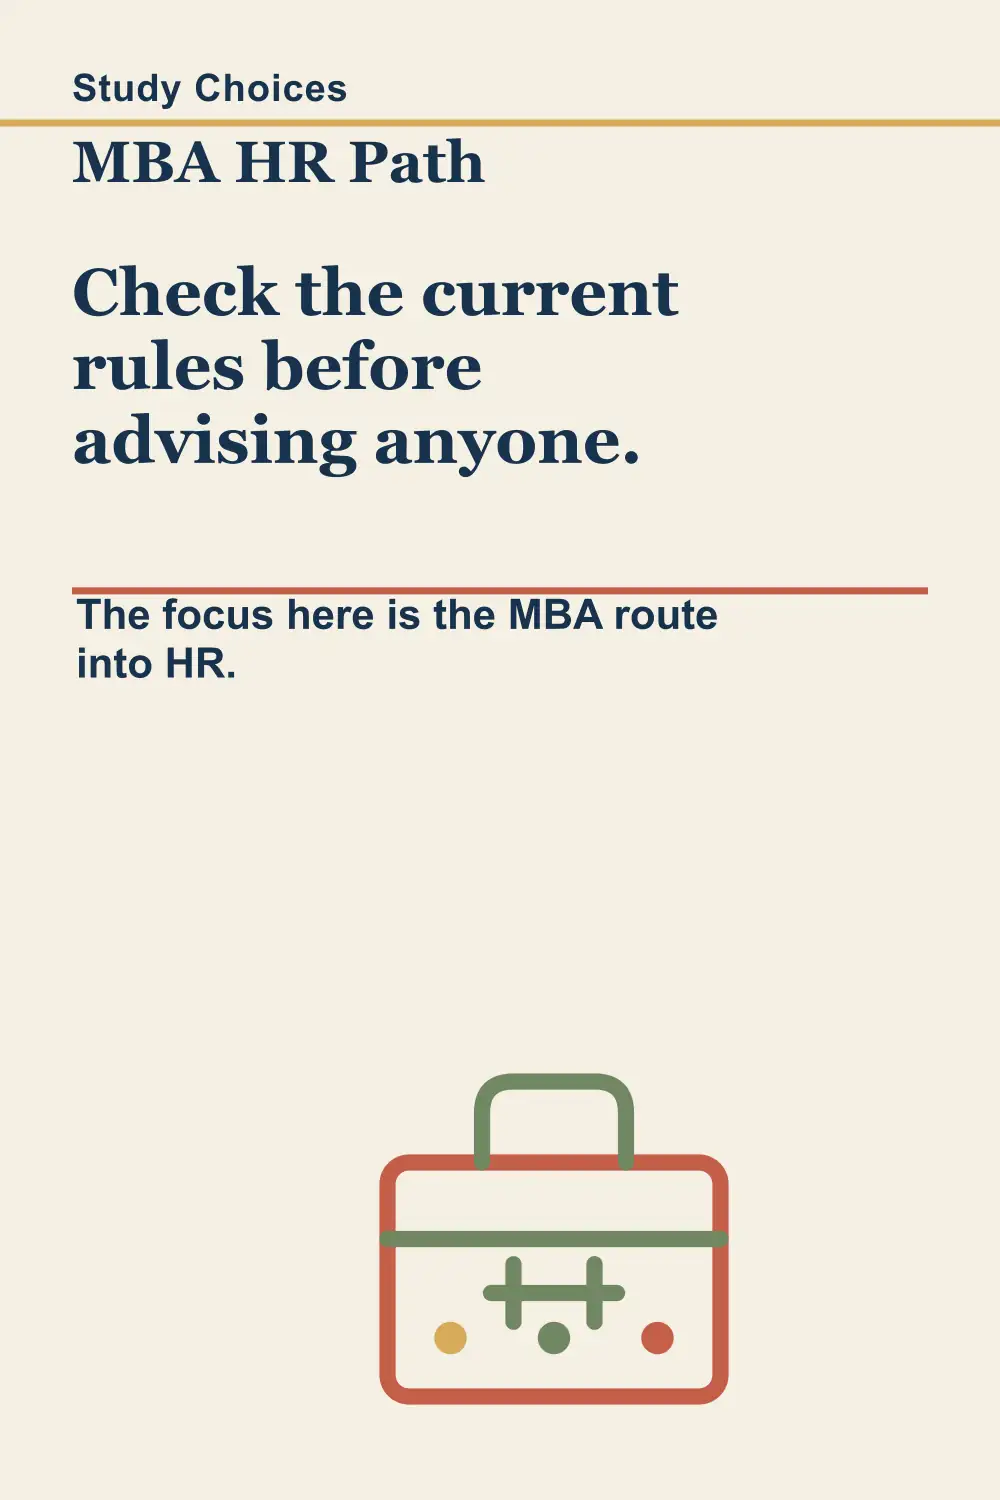 Study Choices
MBA HR Path
Check the current
rules before
advising anyone.
The focus here is the MBA route
into HR.